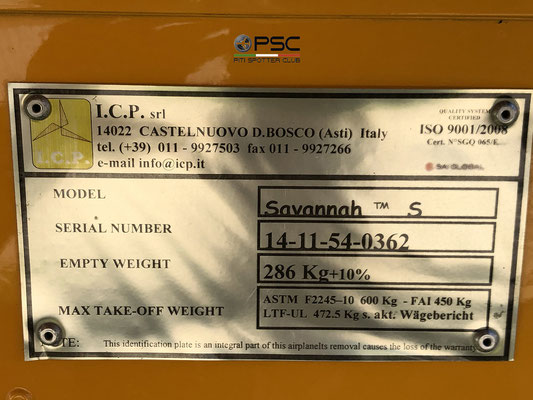 PSC
PITI SPOTTER CLUB
I.C.P. srl
14022 CASTELNUOVO D.BOSCO (Asti) Italy
tel. (+39) 011 - 9927503 fax 011 - 9927266
e-mail info@icp.it
I.C.P.
QUALITY SYSTEM
CERTIFIED
ISO 9001/2008
Cert. N°SGQ 065/E
SAI GLOBAL
MODEL Savannah ™ S
SERIAL NUMBER 14-11-54-0362
EMPTY WEIGHT 286 Kg+10%
MAX TAKE-OFF WEIGHT
ASTM F2245-10 600 Kg - FAI 450 Kg
LTF-UL 472.5 Kg s. akt. Wägebericht
This identification plate is an integral part of this airplanelts removal causes the loss of the warranty